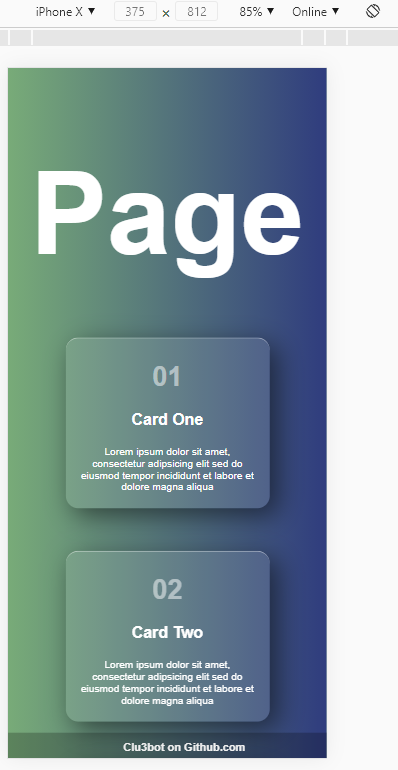 iPhone X ▼ 375 × 812 85% ▼ Online ▼
Page
01
Card One
Lorem ipsum dolor sit amet,
consectetur adipsicing elit sed do
eiusmod tempor incididunt et labore et
dolore magna aliqua
02
Card Two
Lorem ipsum dolor sit amet,
consectetur adipsicing elit sed do
eiusmod tempor incididunt et labore et
dolore magna aliqua
Clu3bot on Github.com